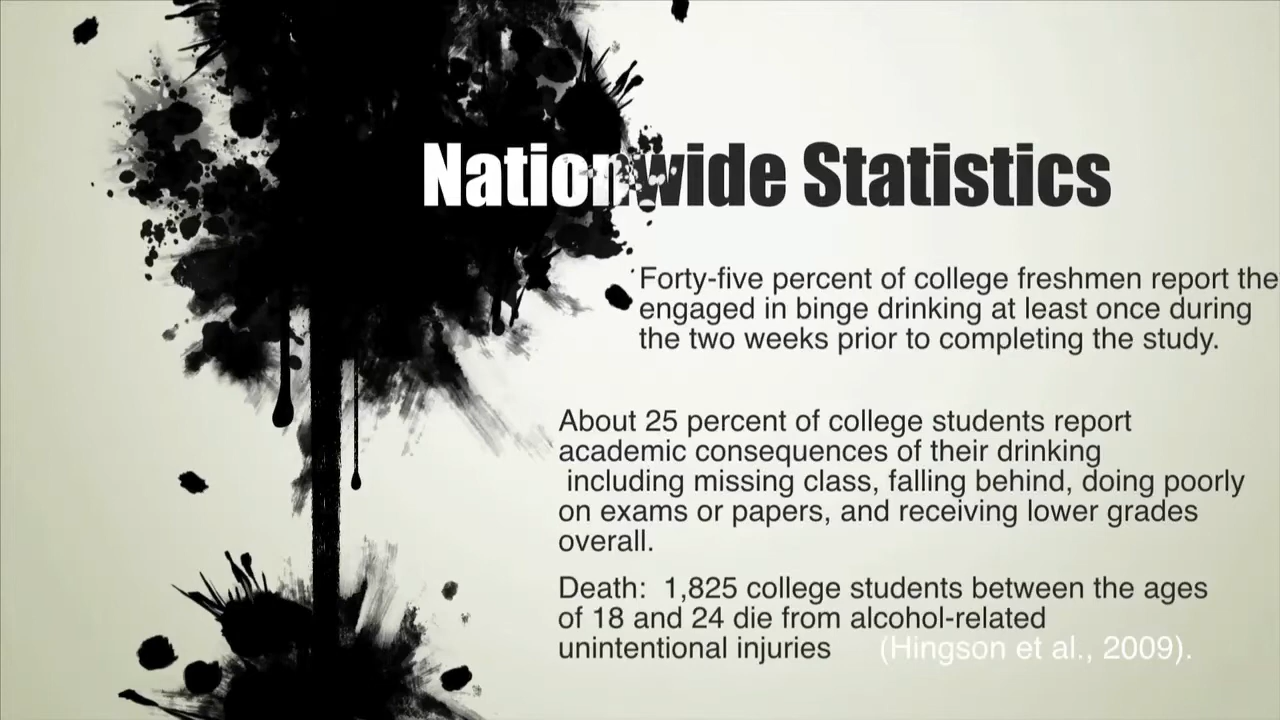 Nationwide Statistics
Forty-five percent of college freshmen report the
engaged in binge drinking at least once during
the two weeks prior to completing the study.
About 25 percent of college students report
academic consequences of their drinking
including missing class, falling behind, doing poorly
on exams or papers, and receiving lower grades
overall.
Death: 1,825 college students between the ages
of 18 and 24 die from alcohol-related
unintentional injuries (Hingson et al., 2009).